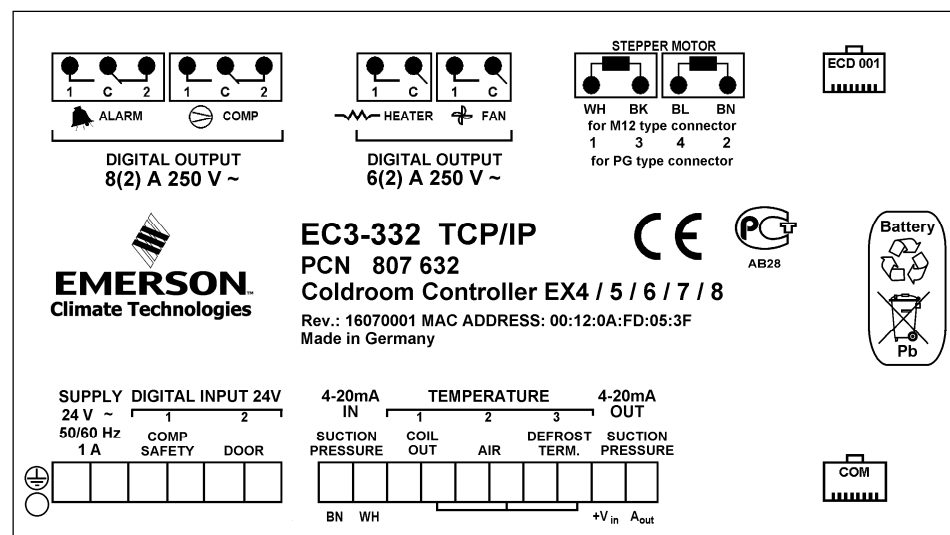 STEPPER MOTOR
ECD 001
1 C 2 1 C 2
1 C 1 C
ALARM COMP
HEATER FAN
WH BK BL BN
for M12 type connector
1 3 4 2
for PG type connector
DIGITAL OUTPUT
8(2) A 250 V ~
DIGITAL OUTPUT
6(2) A 250 V ~
EMERSON™
Climate Technologies
EC3-332 TCP/IP
PCN 807 632
Coldroom Controller EX4 / 5 / 6 / 7 / 8
Rev.: 16070001 MAC ADDRESS: 00:12:0A:FD:05:3F
Made in Germany
CE
PCT
AB28
Battery
Pb
SUPPLY
24 V ~
50/60 Hz
1 A
DIGITAL INPUT 24V
1 2
COMP
SAFETY
DOOR
4-20mA
IN
SUCTION
PRESSURE
TEMPERATURE
1 2 3
COIL
OUT
AIR
DEFROST
TERM.
4-20mA
OUT
SUCTION
PRESSURE
BN WH
+V in A out
COM